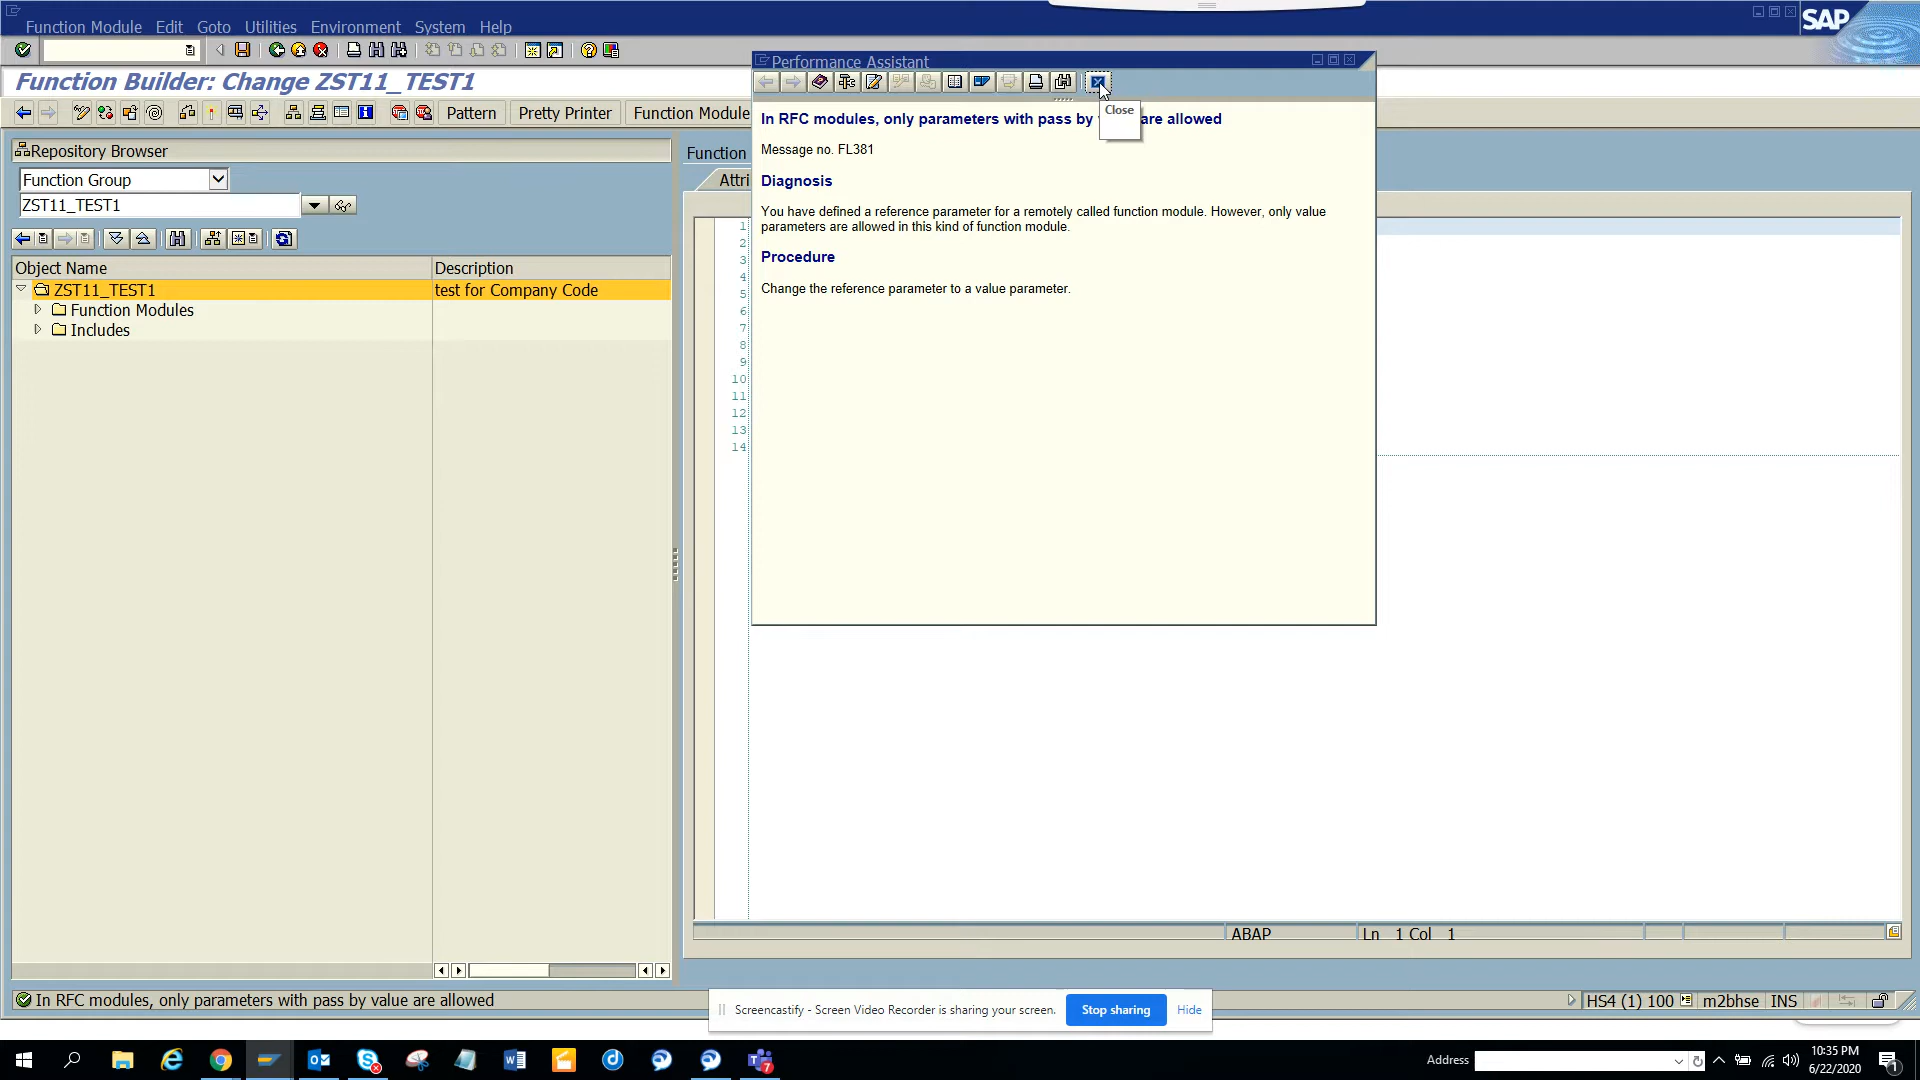 Function Module Edit Goto Utilities Environment System Help
SAP
Function Builder: Change ZST11_TEST1
Pattern Pretty Printer Function Module
Repository Browser
Function Group
ZST11_TEST1
Object Name Description
ZST11_TEST1 test for Company Code
Function Modules
Includes
Function
Attri
1
2
3
4
5
6
7
8
9
10
11
12
13
14
Performance Assistant
Close
In RFC modules, only parameters with pass by are allowed
Message no. FL381
Diagnosis
You have defined a reference parameter for a remotely called function module. However, only value
parameters are allowed in this kind of function module.
Procedure
Change the reference parameter to a value parameter.
ABAP Ln 1 Col 1
In RFC modules, only parameters with pass by value are allowed
HS4 (1) 100 m2bhse INS
Screencastify - Screen Video Recorder is sharing your screen. Stop sharing Hide
Address
10:35 PM
6/22/2020
7
1